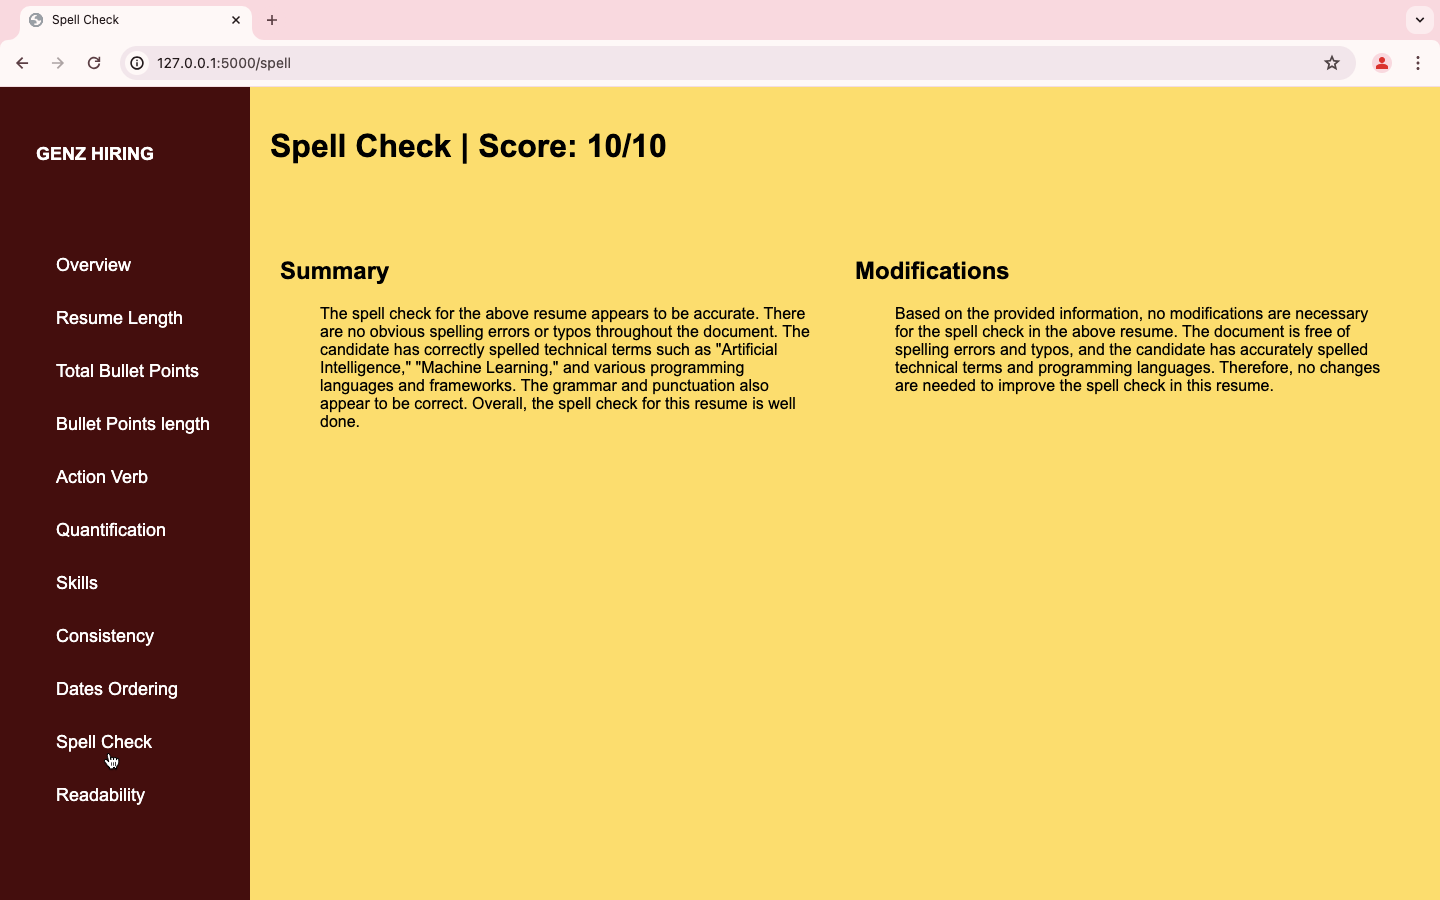 Spell Check
127.0.0.1:5000/spell
GENZ HIRING
Overview
Resume Length
Total Bullet Points
Bullet Points length
Action Verb
Quantification
Skills
Consistency
Dates Ordering
Spell Check
Readability
Spell Check | Score: 10/10
Summary
The spell check for the above resume appears to be accurate. There
are no obvious spelling errors or typos throughout the document. The
candidate has correctly spelled technical terms such as "Artificial
Intelligence," "Machine Learning," and various programming
languages and frameworks. The grammar and punctuation also
appear to be correct. Overall, the spell check for this resume is well
done.
Modifications
Based on the provided information, no modifications are necessary
for the spell check in the above resume. The document is free of
spelling errors and typos, and the candidate has accurately spelled
technical terms and programming languages. Therefore, no changes
are needed to improve the spell check in this resume.